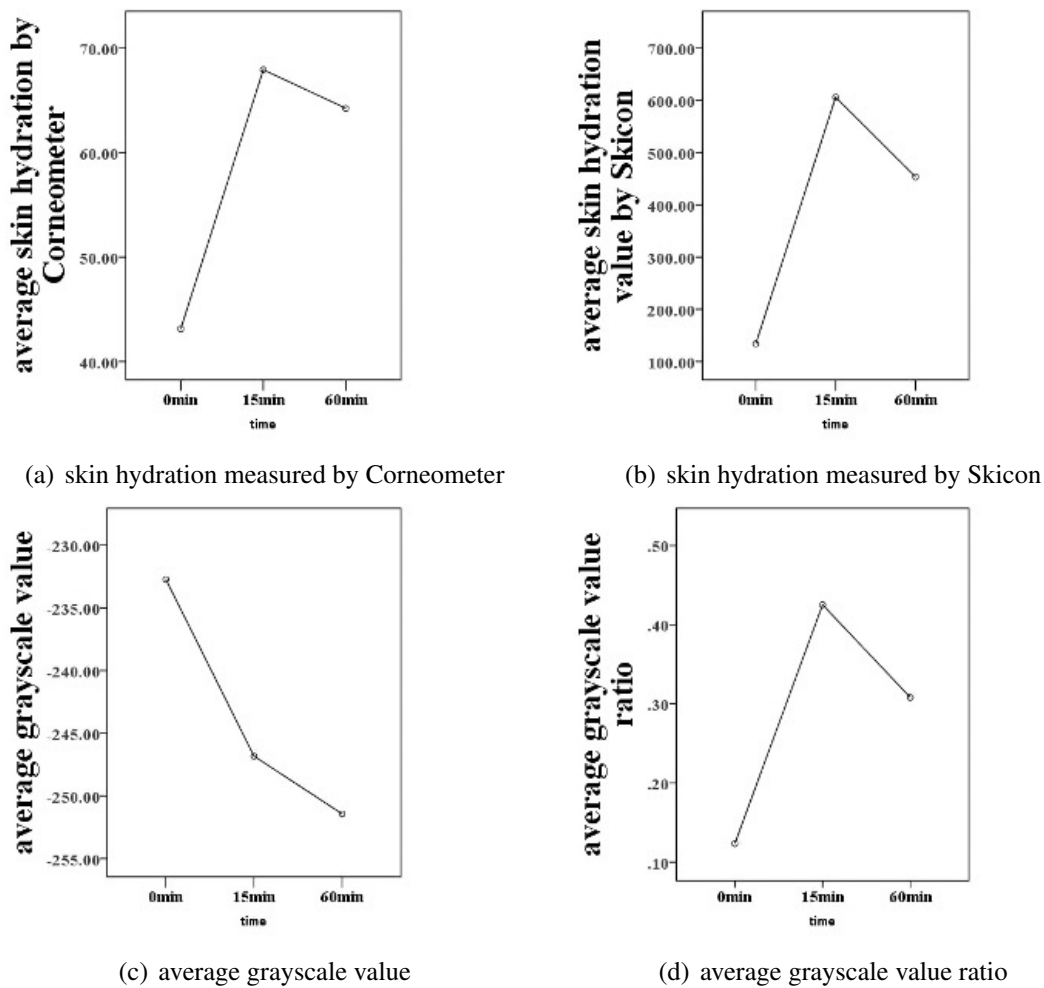 average skin hydration by
Corneometer
70.00
60.00
50.00
40.00
0min 15min 60min
time
(a) skin hydration measured by Corneometer
average skin hydration
value by Skicon
700.00
600.00
500.00
400.00
300.00
200.00
100.00
0min 15min 60min
time
(b) skin hydration measured by Skicon
average grayscale value
-230.00
-235.00
-240.00
-245.00
-250.00
-255.00
0min 15min 60min
time
(c) average grayscale value
average grayscale value
ratio
.50
.40
.30
.20
.10
0min 15min 60min
time
(d) average grayscale value ratio